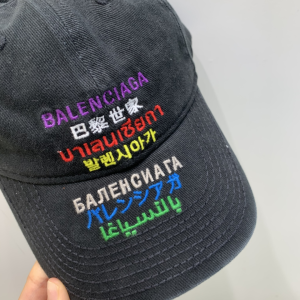 BALENCIAGA
巴黎世家
บาเลนเซียกา
발렌시아가
БАЛЕНСИАГА
バレンシアガ
بالنسياغا